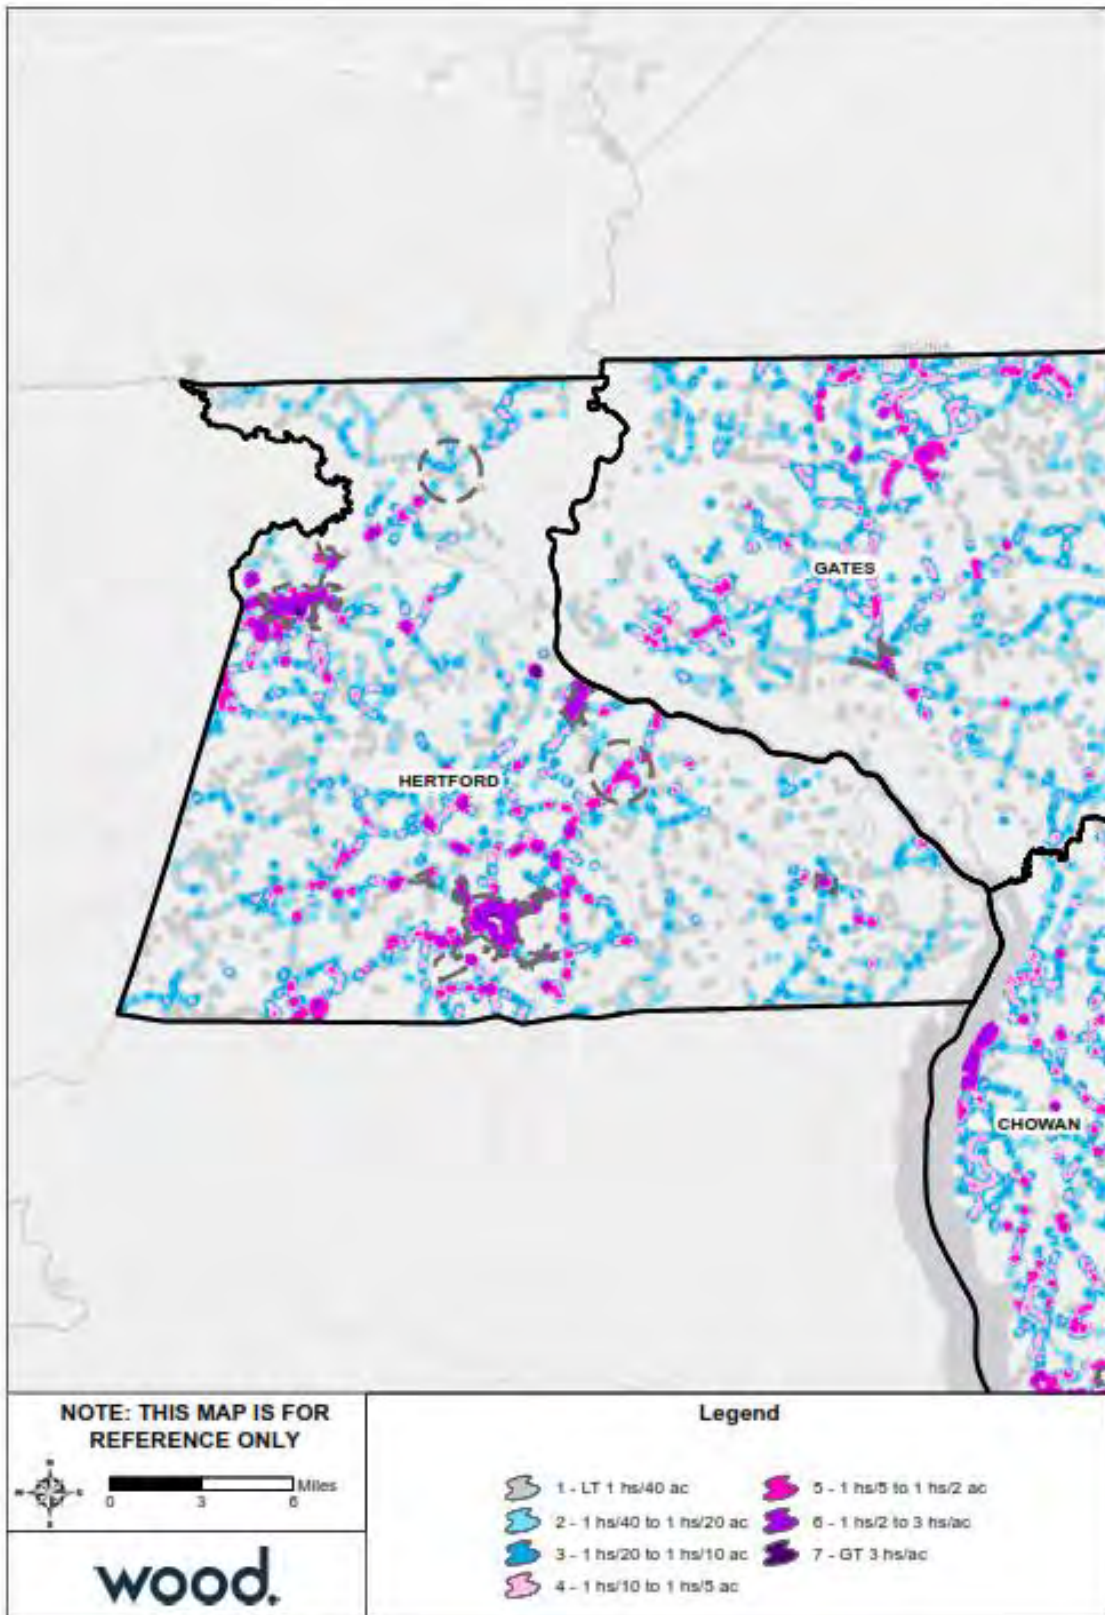 GATES
HERTFORD
CHOWAN
NOTE: THIS MAP IS FOR
REFERENCE ONLY
N
Miles
0 3 6
wood.
Legend
1 - LT 1 hs/40 ac
2 - 1 hs/40 to 1 hs/20 ac
3 - 1 hs/20 to 1 hs/10 ac
4 - 1 hs/10 to 1 hs/5 ac
5 - 1 hs/5 to 1 hs/2 ac
6 - 1 hs/2 to 3 hs/ac
7 - GT 3 hs/ac